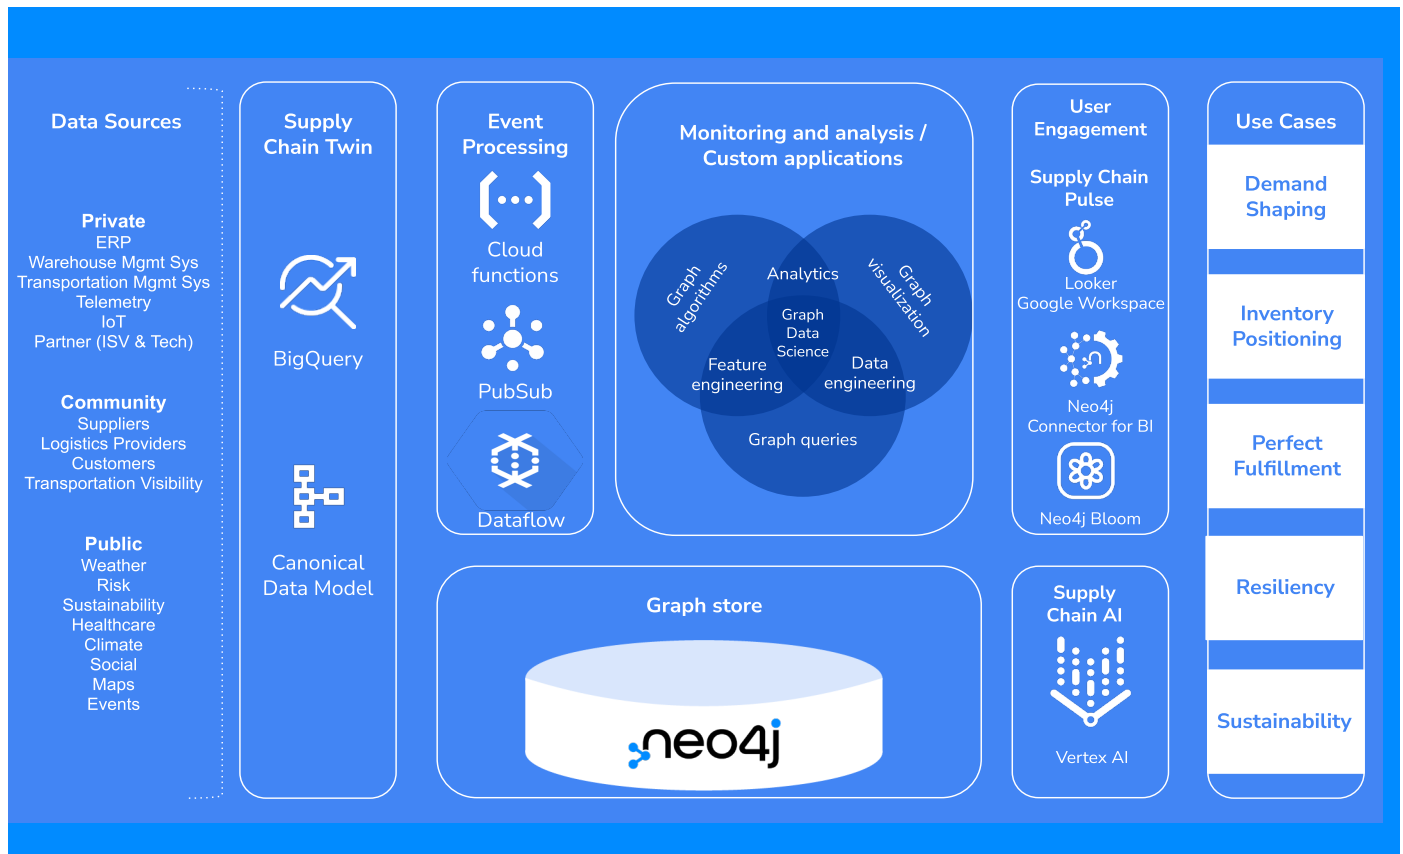 Data Sources
Private
ERP
Warehouse Mgmt Sys
Transportation Mgmt Sys
Telemetry
IoT
Partner (ISV & Tech)
Community
Suppliers
Logistics Providers
Customers
Transportation Visibility
Public
Weather
Risk
Sustainability
Healthcare
Climate
Social
Maps
Events
Supply
Chain Twin
BigQuery
Canonical
Data Model
Event
Processing
Cloud
functions
PubSub
Dataflow
Monitoring and analysis /
Custom applications
Graph
algorithms
Analytics
Graph
visualization
Graph
Data
Science
Feature
engineering
Data
engineering
Graph queries
Graph store
neo4j
User
Engagement
Supply Chain
Pulse
Looker
Google Workspace
Neo4j
Connector for BI
Neo4j Bloom
Supply
Chain AI
Vertex AI
Use Cases
Demand
Shaping
Inventory
Positioning
Perfect
Fulfillment
Resiliency
Sustainability